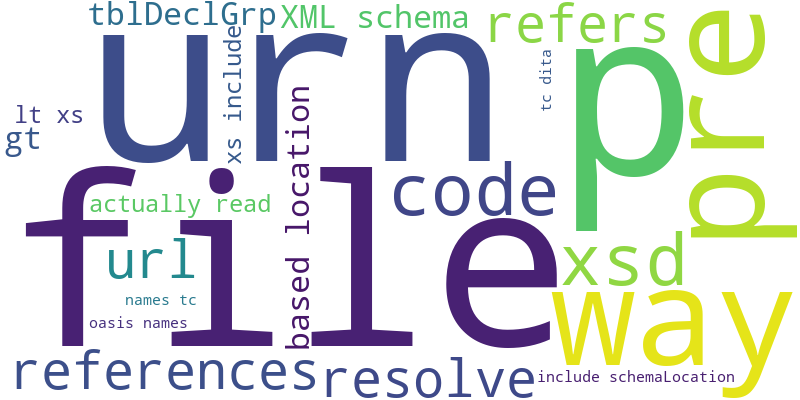 tblDeclGrp
XML schema
refers
urn
p
pre
xs include
tc dita
lt xs
gt
file
based location
code
actually read
url
xsd
way
names tc
oasis names
references
resolve
include schemaLocation